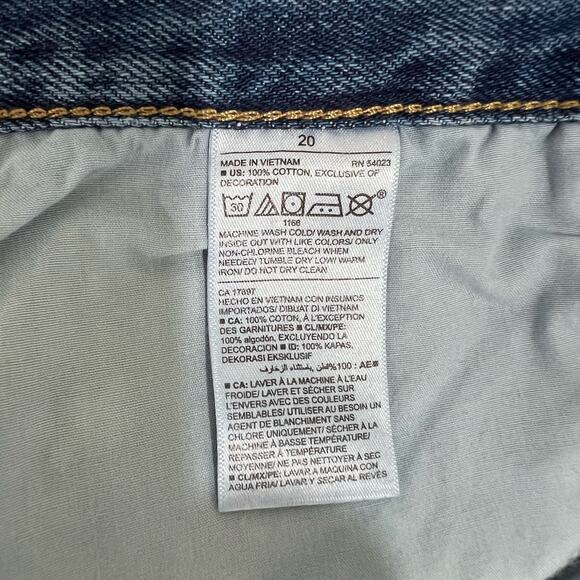 20
MADE IN VIETNAM RN 54023
■ US: 100% COTTON, EXCLUSIVE OF
DECORATION
30 ®
1166
MACHINE WASH COLD/ WASH AND DRY
INSIDE OUT WITH LIKE COLORS/ ONLY
NON-CHLORINE BLEACH WHEN
NEEDED/ TUMBLE DRY LOW/ WARM
IRON/ DO NOT DRY CLEAN
CA 17897
HECHO EN VIETNAM CON INSUMOS
IMPORTADOS/ DIBUAT DI VIETNAM
■ CA: 100% COTON, À L'EXCEPTION
DES GARNITURES ■ CL/MX/PE:
100% algodón, EXCLUYENDO LA
DECORACION ■ ID: 100% KAPAS,
DEKORASI EKSKLUSIF
■ AE: 100% قطن, باستثناء الزخارف
■ CA: LAVER À LA MACHINE À L'EAU
FROIDE/ LAVER ET SÉCHER SUR
L'ENVERS AVEC DES COULEURS
SEMBLABLES/ UTILISER AU BESOIN UN
AGENT DE BLANCHIMENT SANS
CHLORE UNIQUEMENT/ SÉCHER À LA
MACHINE À BASSE TEMPÉRATURE/
REPASSER À TEMPÉRATURE
MOYENNE/ NE PAS NETTOYER À SEC
■ CL/MX/PE: LAVAR A MAQUINA CON
AGUA FRIA/ LAVAR Y SECAR AL REVÉS